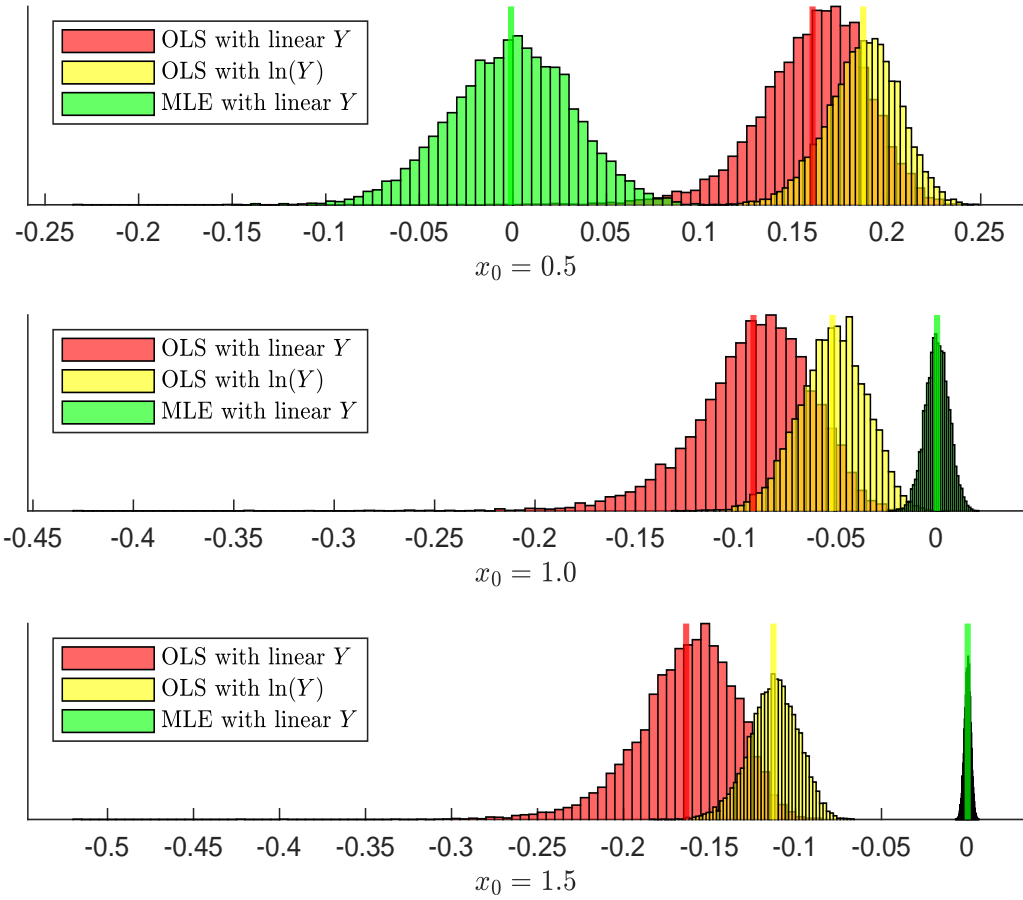 OLS with linear Y
OLS with ln(Y)
MLE with linear Y
-0.25 -0.2 -0.15 -0.1 -0.05 0 0.05 0.1 0.15 0.2 0.25
x₀ = 0.5
OLS with linear Y
OLS with ln(Y)
MLE with linear Y
-0.45 -0.4 -0.35 -0.3 -0.25 -0.2 -0.15 -0.1 -0.05 0
x₀ = 1.0
OLS with linear Y
OLS with ln(Y)
MLE with linear Y
-0.5 -0.45 -0.4 -0.35 -0.3 -0.25 -0.2 -0.15 -0.1 -0.05 0
x₀ = 1.5